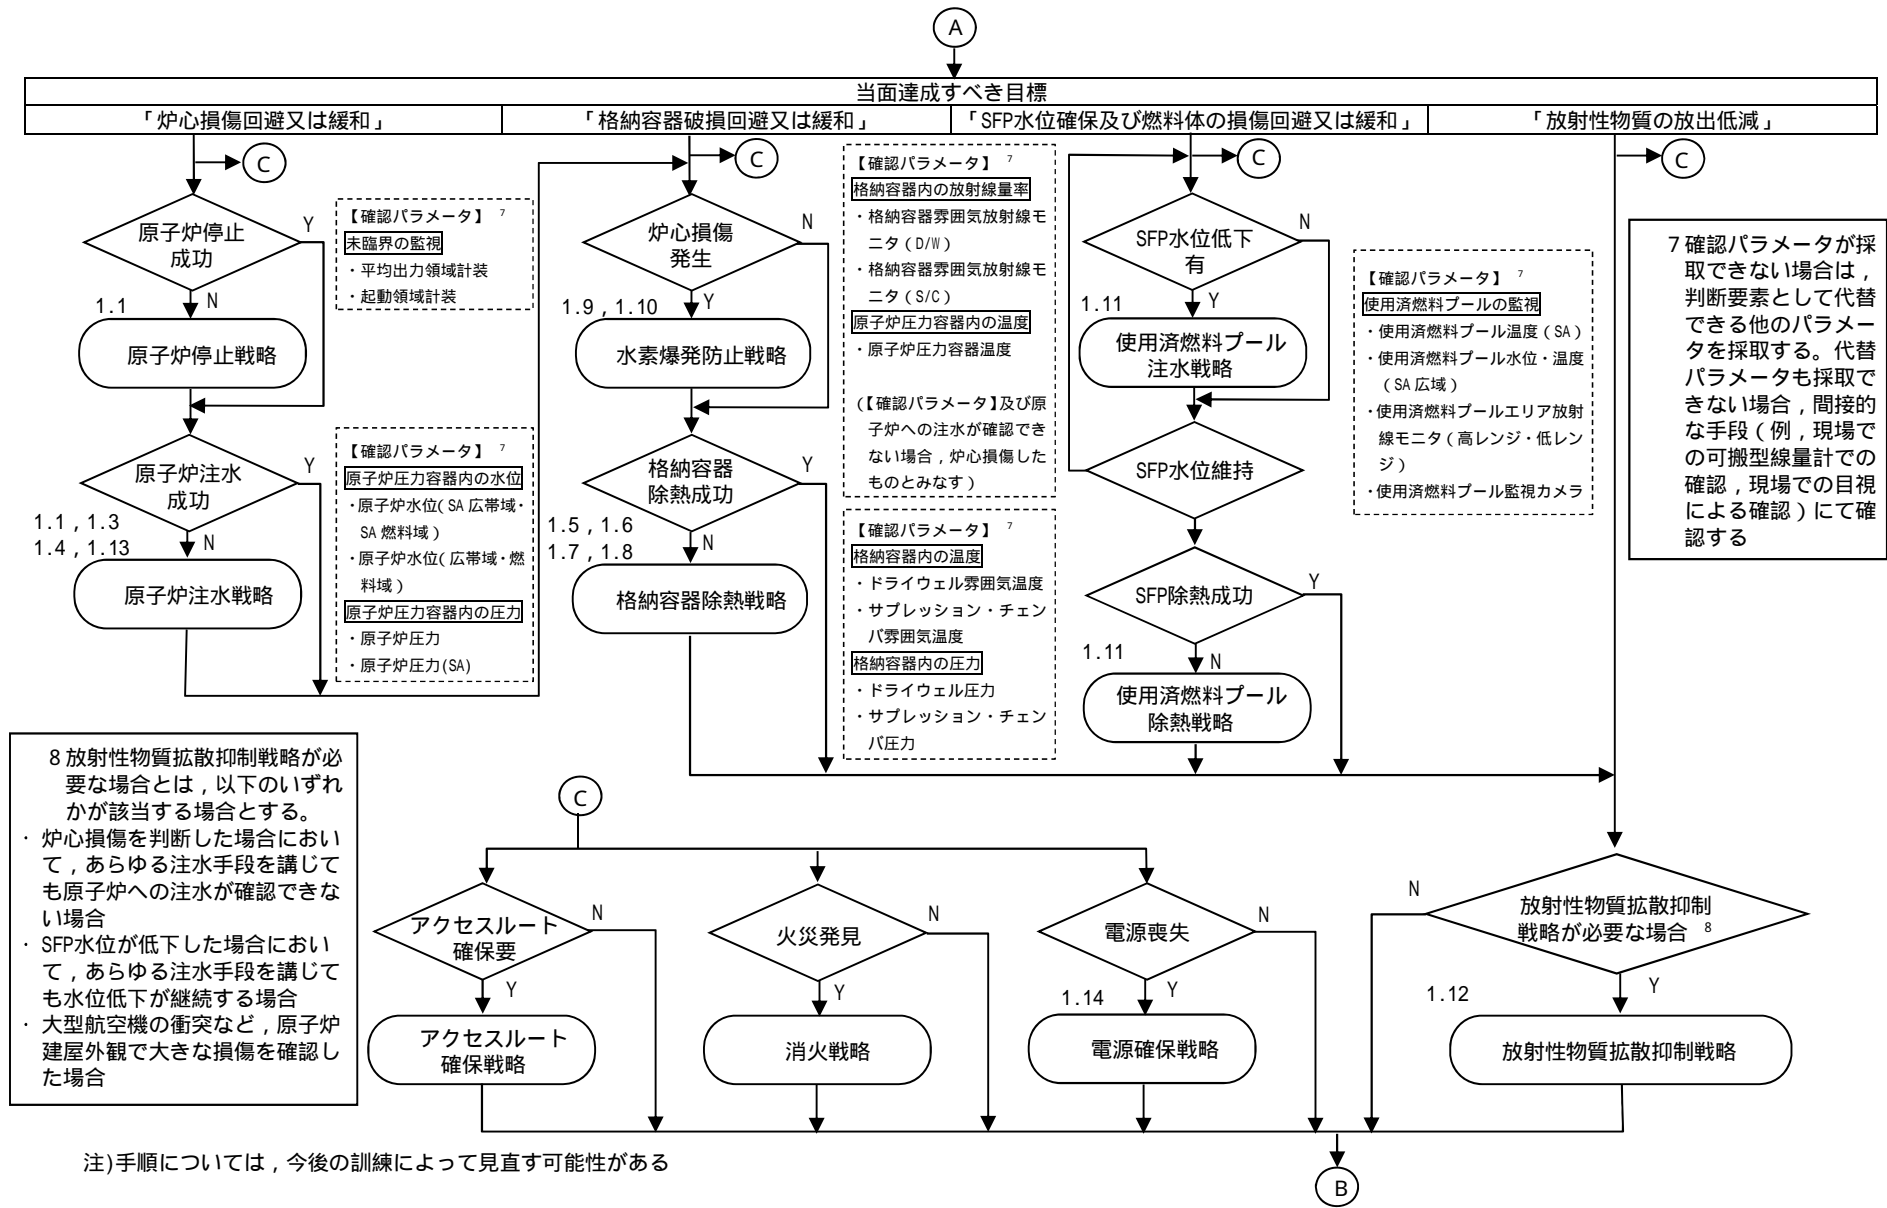 A
当面達成すべき目標
「炉心損傷回避又は緩和」
「格納容器破損回避又は緩和」
「SFP水位確保及び燃料体の損傷回避又は緩和」
「放射性物質の放出低減」
C
原子炉停止
成功
Y
N
1.1
原子炉停止戦略
【確認パラメータ】 7
未臨界の監視
・平均出力領域計装
・起動領域計装
原子炉注水
成功
Y
N
1.1 , 1.3
1.4 , 1.13
原子炉注水戦略
【確認パラメータ】 7
原子炉圧力容器内の水位
・原子炉水位(SA広帯域・
SA燃料域)
・原子炉水位(広帯域・燃
料域)
原子炉圧力容器内の圧力
・原子炉圧力
・原子炉圧力(SA)
C
炉心損傷
発生
N
Y
1.9 , 1.10
水素爆発防止戦略
【確認パラメータ】 7
格納容器内の放射線量率
・格納容器雰囲気放射線モ
ニタ(D/W)
・格納容器雰囲気放射線モ
ニタ(S/C)
原子炉圧力容器内の温度
・原子炉圧力容器温度
(【確認パラメータ】及び原
子炉への注水が確認でき
ない場合,炉心損傷した
ものとみなす)
格納容器
除熱成功
Y
N
1.5 , 1.6
1.7 , 1.8
格納容器除熱戦略
【確認パラメータ】 7
格納容器内の温度
・ドライウェル雰囲気温度
・サプレッション・チェン
バ雰囲気温度
格納容器内の圧力
・ドライウェル圧力
・サプレッション・チェン
バ圧力
C
SFP水位低下
有
N
Y
1.11
使用済燃料プール
注水戦略
SFP水位維持
SFP除熱成功
Y
N
1.11
使用済燃料プール
除熱戦略
【確認パラメータ】 7
使用済燃料プールの監視
・使用済燃料プール温度(SA)
・使用済燃料プール水位・温度
(SA広域)
・使用済燃料プールエリア放射
線モニタ(高レンジ・低レン
ジ)
・使用済燃料プール監視カメラ
C
7 確認パラメータが採
取できない場合は,
判断要素として代替
できる他のパラメー
タを採取する。代替
パラメータも採取で
きない場合,間接的
な手段(例,現場で
の可搬型線量計での
確認,現場での目視
による確認)にて確
認する
8 放射性物質拡散抑制戦略が必
要な場合とは,以下のいずれ
かが該当する場合とする。
・ 炉心損傷を判断した場合におい
て,あらゆる注水手段を講じて
も原子炉への注水が確認できな
い場合
・ SFP水位が低下した場合におい
て,あらゆる注水手段を講じて
も水位低下が継続する場合
・ 大型航空機の衝突など,原子炉
建屋外観で大きな損傷を確認し
た場合
C
アクセスルート
確保要
N
Y
アクセスルート
確保戦略
火災発見
N
Y
消火戦略
電源喪失
N
Y
1.14
電源確保戦略
放射性物質拡散抑制
戦略が必要な場合 8
N
Y
1.12
放射性物質拡散抑制戦略
B
注)手順については,今後の訓練によって見直す可能性がある